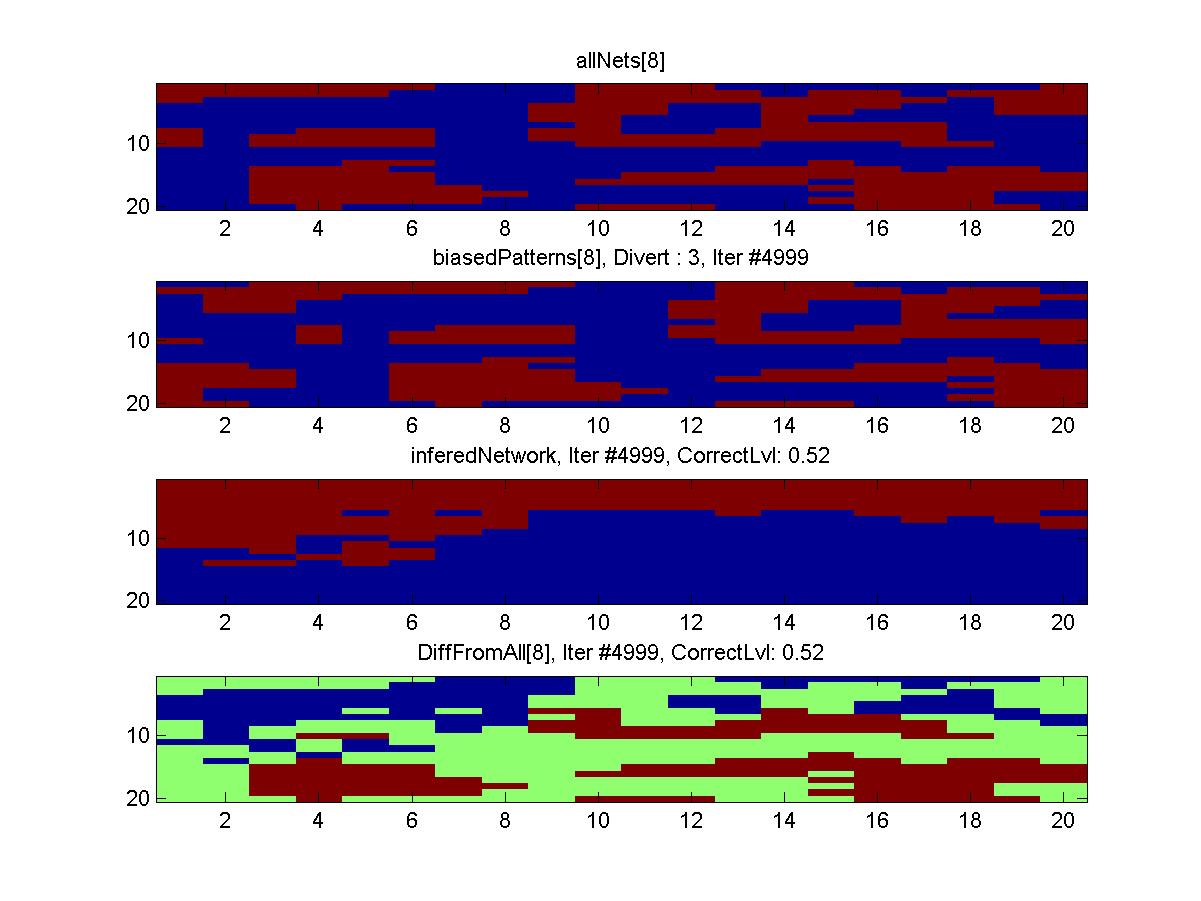 allNets[8]
10
20
2 4 6 8 10 12 14 16 18 20
biasedPatterns[8], Divert : 3, Iter #4999
10
20
2 4 6 8 10 12 14 16 18 20
inferedNetwork, Iter #4999, CorrectLvl: 0.52
10
20
2 4 6 8 10 12 14 16 18 20
DiffFromAll[8], Iter #4999, CorrectLvl: 0.52
10
20
2 4 6 8 10 12 14 16 18 20